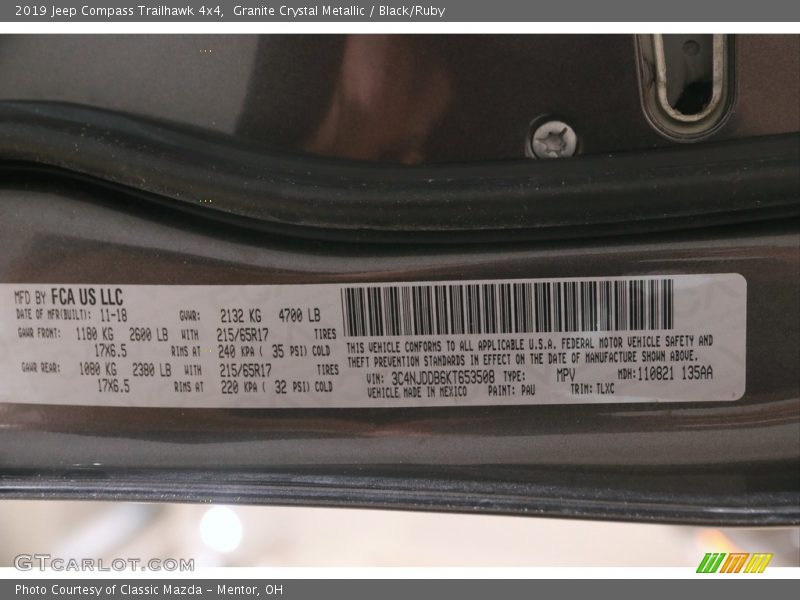 2019 Jeep Compass Trailhawk 4x4, Granite Crystal Metallic / Black/Ruby
MFD BY FCA US LLC
DATE OF MFR(BUILT): 11-18 GVWR: 2132 KG 4700 LB
GAWR FRONT: 1180 KG 2600 LB WITH 215/65R17 TIRES
17X6.5 RIMS AT 240 KPA ( 35 PSI) COLD
GAWR REAR: 1080 KG 2380 LB WITH 215/65R17 TIRES
17X6.5 RIMS AT 220 KPA ( 32 PSI) COLD
THIS VEHICLE CONFORMS TO ALL APPLICABLE U.S.A. FEDERAL MOTOR VEHICLE SAFETY AND
THEFT PREVENTION STANDARDS IN EFFECT ON THE DATE OF MANUFACTURE SHOWN ABOVE.
VIN: 3C4NJDDB6KT653508 TYPE: MPV MDH:110821 135AA
VEHICLE MADE IN MEXICO PAINT: PAU TRIM: TLXC
GTCARLOT.COM
Photo Courtesy of Classic Mazda - Mentor, OH